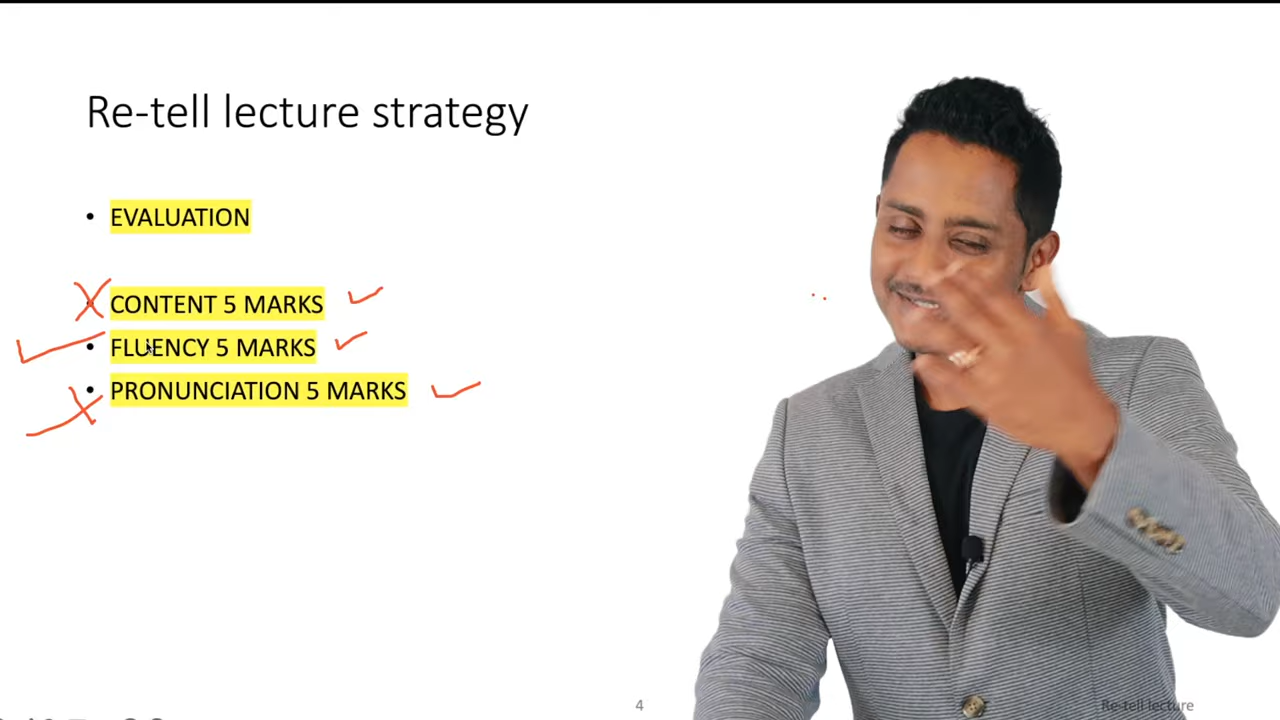 Re-tell lecture strategy
• EVALUATION
• CONTENT 5 MARKS
• FLUENCY 5 MARKS
• PRONUNCIATION 5 MARKS
4
Re-tell lecture